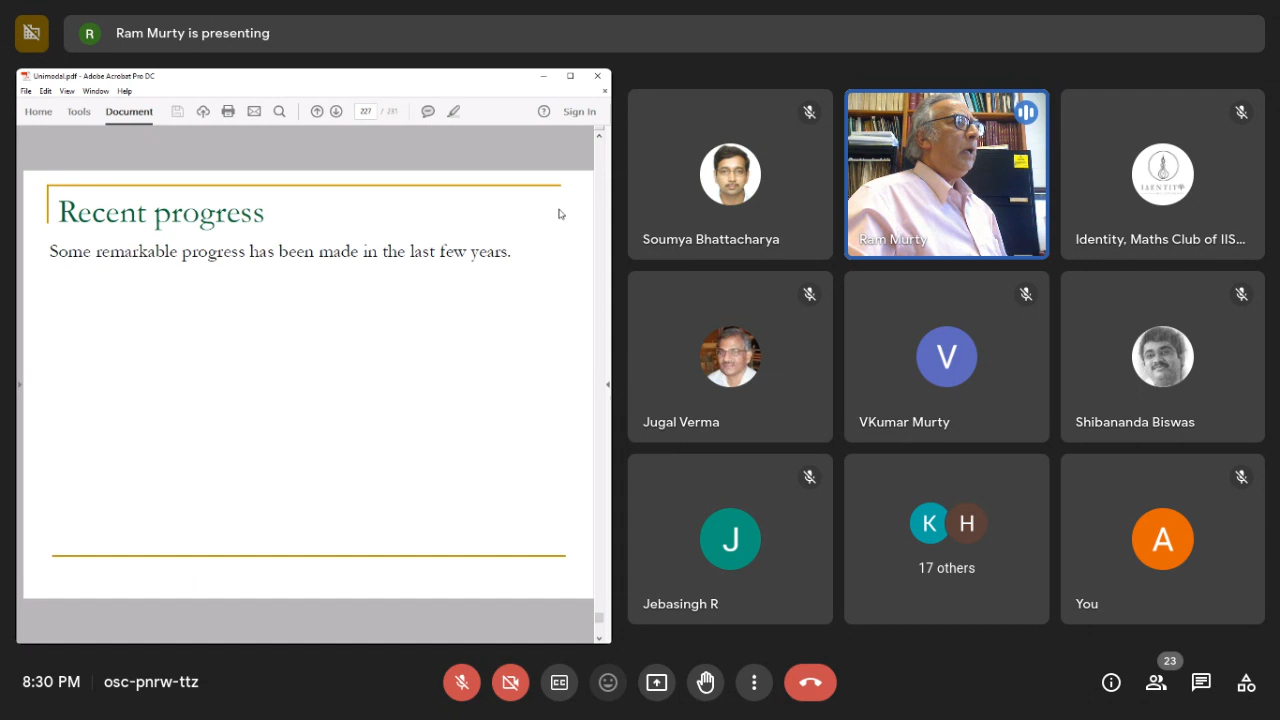 R Ram Murty is presenting
Unimodal.pdf - Adobe Acrobat Pro DC
File Edit View Window Help
Home Tools Document 227 / 231 Sign In
Recent progress
Some remarkable progress has been made in the last few years.
Soumya Bhattacharya
Ram Murty
Identity, Maths Club of IIS...
Jugal Verma
V
VKumar Murty
Shibananda Biswas
J
Jebasingh R
K H
17 others
A
You
8:30 PM osc-pnrw-ttz
23